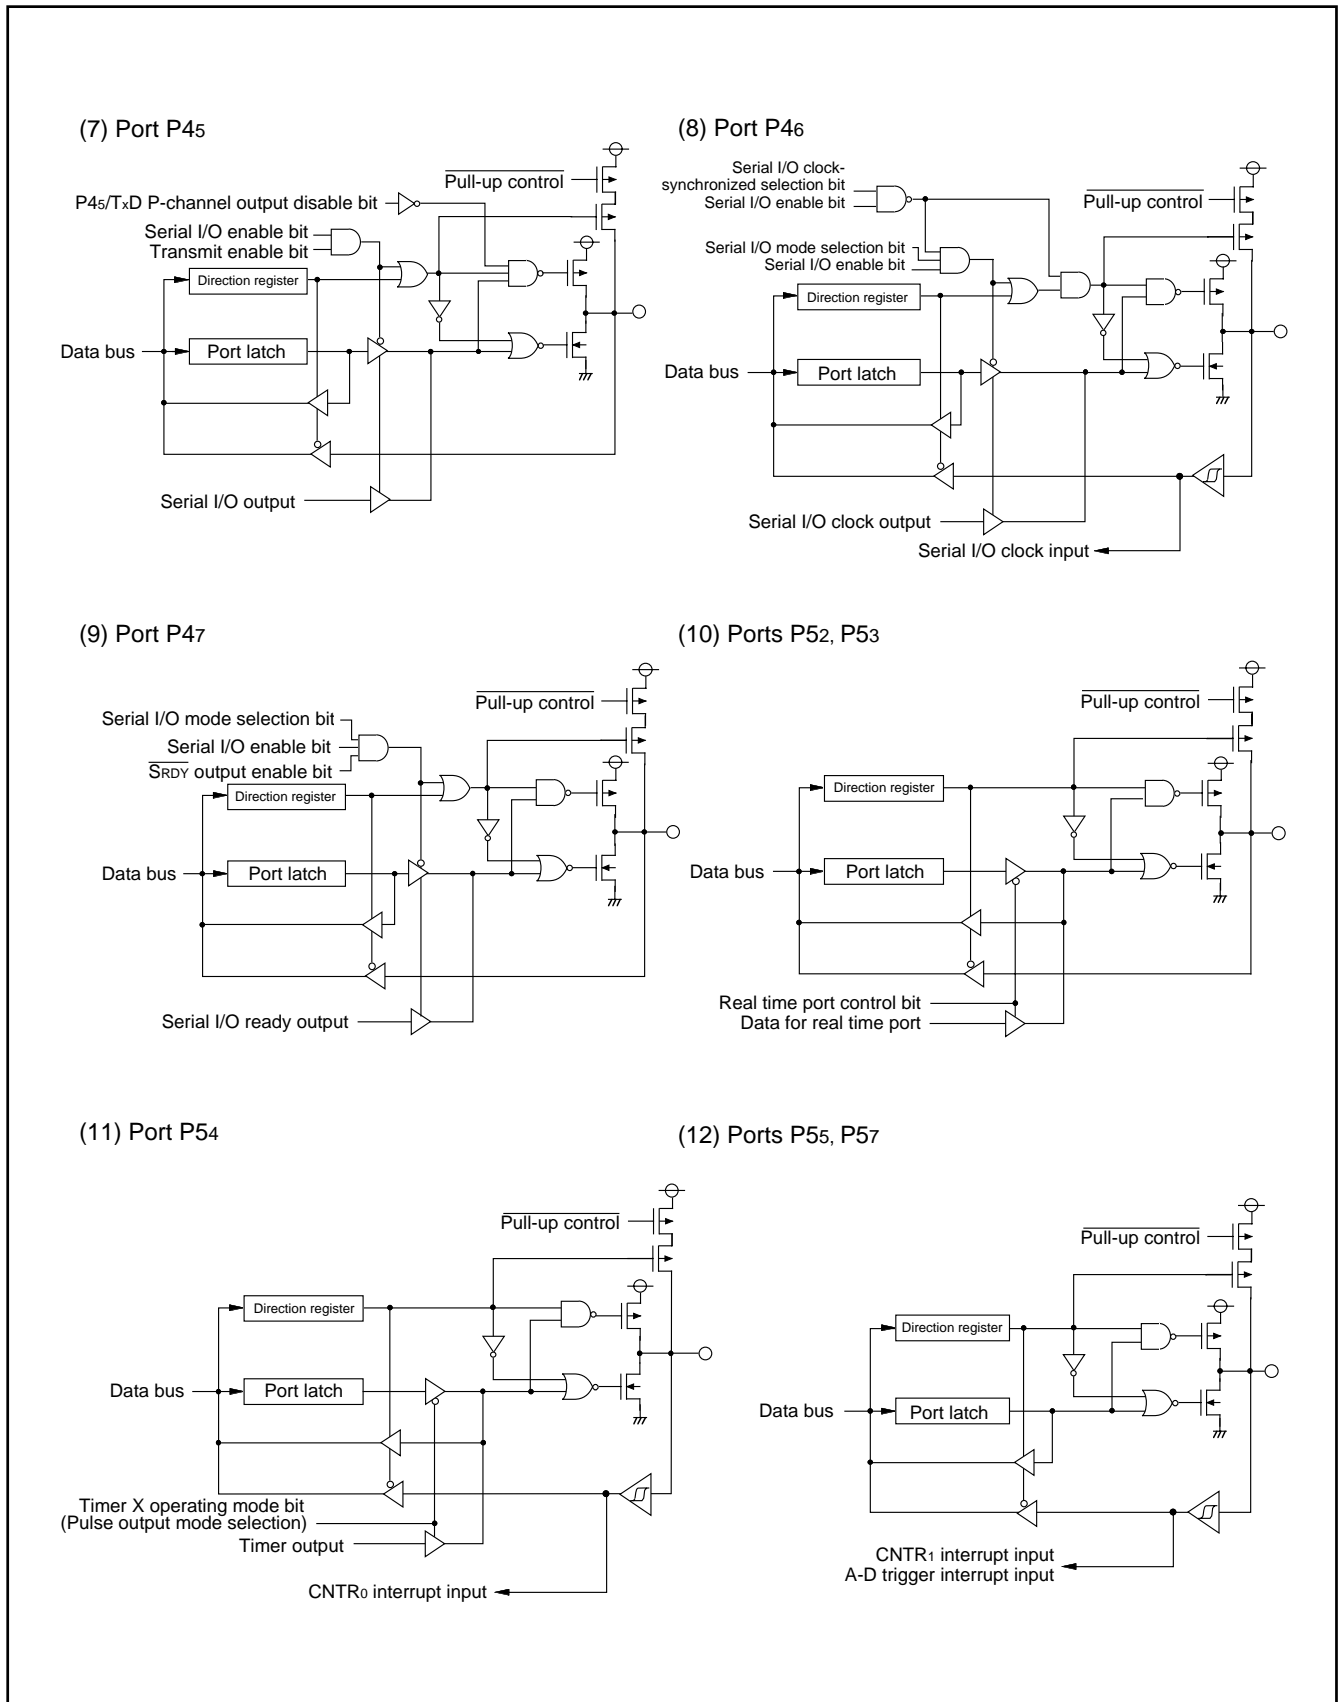 (7) Port P45
Pull-up control
P45/TxD P-channel output disable bit
Serial I/O enable bit
Transmit enable bit
Direction register
Data bus
Port latch
Serial I/O output
(8) Port P46
Serial I/O clock-
synchronized selection bit
Serial I/O enable bit
Pull-up control
Serial I/O mode selection bit
Serial I/O enable bit
Direction register
Data bus
Port latch
Serial I/O clock output
Serial I/O clock input
(9) Port P47
Pull-up control
Serial I/O mode selection bit
Serial I/O enable bit
SRDY output enable bit
Direction register
Data bus
Port latch
Serial I/O ready output
(10) Ports P52, P53
Pull-up control
Direction register
Data bus
Port latch
Real time port control bit
Data for real time port
(11) Port P54
Pull-up control
Direction register
Data bus
Port latch
Timer X operating mode bit
(Pulse output mode selection)
Timer output
CNTR0 interrupt input
(12) Ports P55, P57
Pull-up control
Direction register
Data bus
Port latch
CNTR1 interrupt input
A-D trigger interrupt input